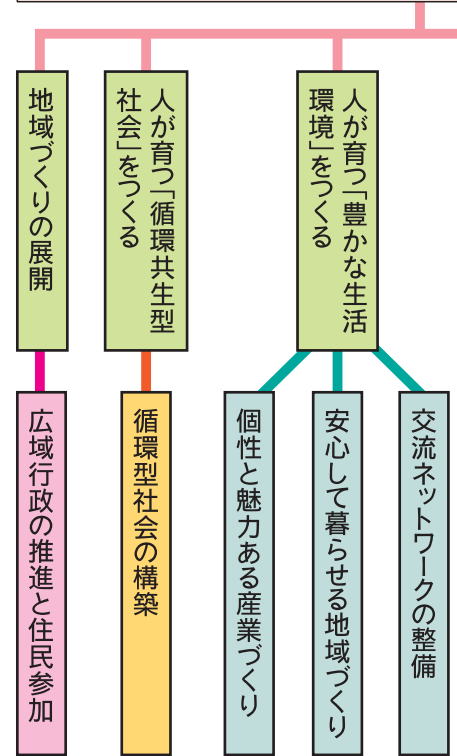 人が育つ「豊かな生活
環境」をつくる
人が育つ「循環共生型
社会」をつくる
地域づくりの展開
交流ネットワークの整備
安心して暮らせる地域づくり
個性と魅力ある産業づくり
循環型社会の構築
広域行政の推進と住民参加